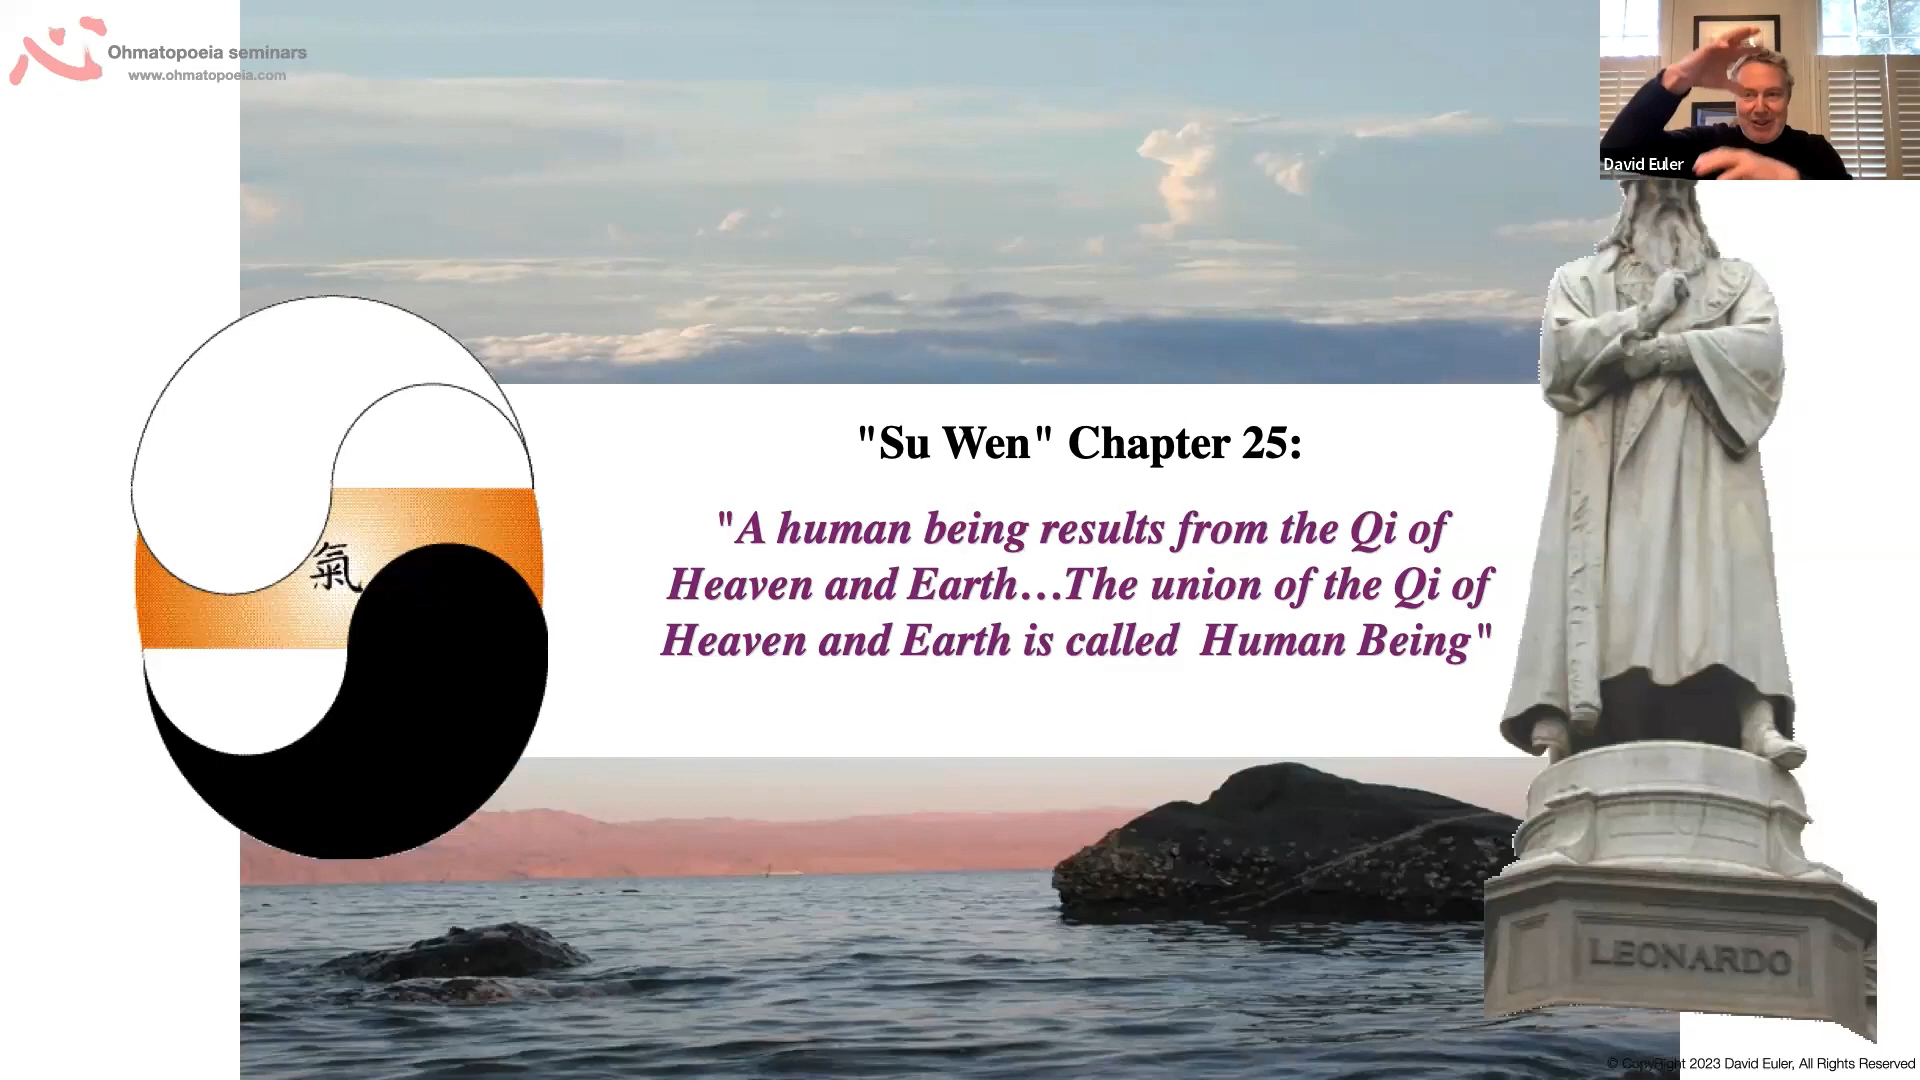 Ohmatopoeia seminars
www.ohmatopoeia.com
David Euler
"Su Wen" Chapter 25:
"A human being results from the Qi of
Heaven and Earth…The union of the Qi of
Heaven and Earth is called  Human Being"
氣
心
LEONARDO
© CopyRight 2023 David Euler, All Rights Reserved